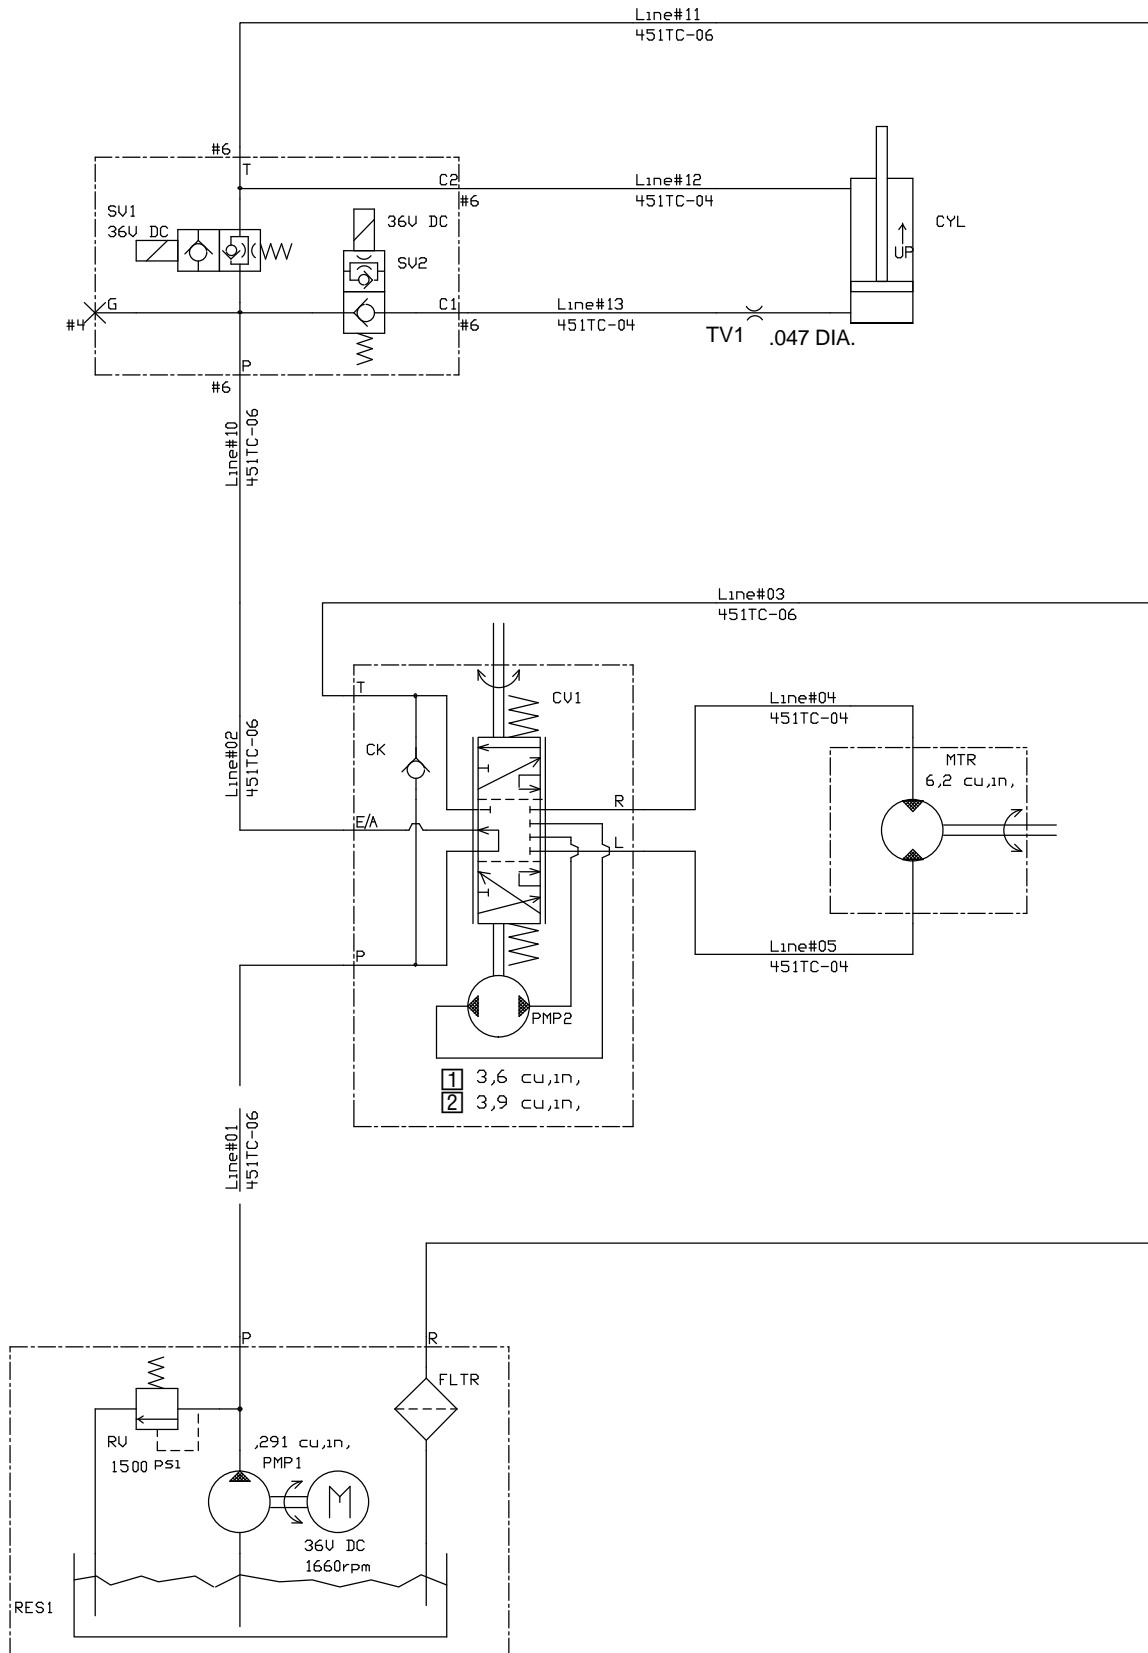 Line#11
451TC-06
#6
T
C2
#6
Line#12
451TC-04
SV1
36V DC
36V DC
SV2
CYL
UP
G
#4
C1
#6
Line#13
451TC-04
TV1
.047 DIA.
P
#6
Line#10
451TC-06
Line#03
451TC-06
T
CV1
Line#04
451TC-04
Line#02
451TC-06
CK
MTR
6,2 cu,in,
R
E/A
L
Line#05
451TC-04
P
PMP2
1 3,6 cu,in,
2 3,9 cu,in,
Line#01
451TC-06
P
R
FLTR
RV
1500 PSI
,291 cu,in,
PMP1
M
36V DC
1660rpm
RES1